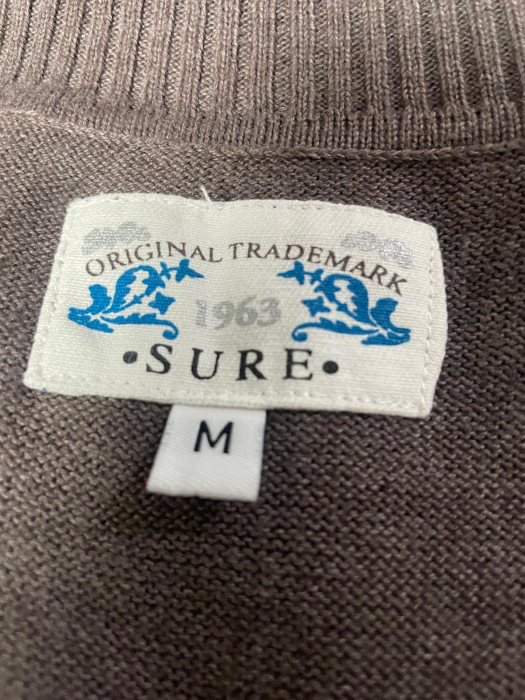 ORIGINAL TRADEMARK
1963
•SURE•
M